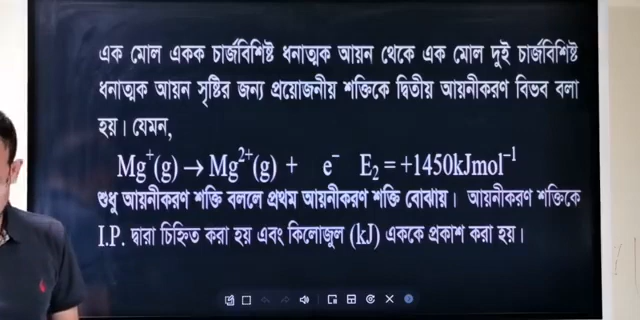 এক মোল একক চার্জবিশিষ্ট ধনাত্মক আয়ন থেকে এক মোল দুই চার্জবিশিষ্ট
ধনাত্মক আয়ন সৃষ্টির জন্য প্রয়োজনীয় শক্তিকে দ্বিতীয় আয়নীকরণ বিভব বলা
হয়। যেমন,
Mg⁺(g) → Mg²⁺(g) + e⁻ E₂ = +1450kJmol⁻¹
শুধু আয়নীকরণ শক্তি বললে প্রথম আয়নীকরণ শক্তি বোঝায়। আয়নীকরণ শক্তিকে
I.P. দ্বারা চিহ্নিত করা হয় এবং কিলোজুল (kJ) এককে প্রকাশ করা হয়।